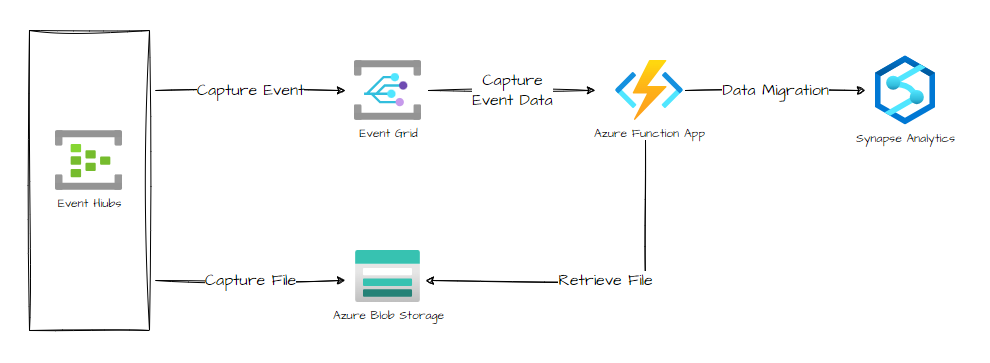 Capture Event
Capture
Event Data
Data Migration
Event Grid
Azure Function App
Synapse Analytics
Event Hiubs
Capture File
Retrieve File
Azure Blob Storage